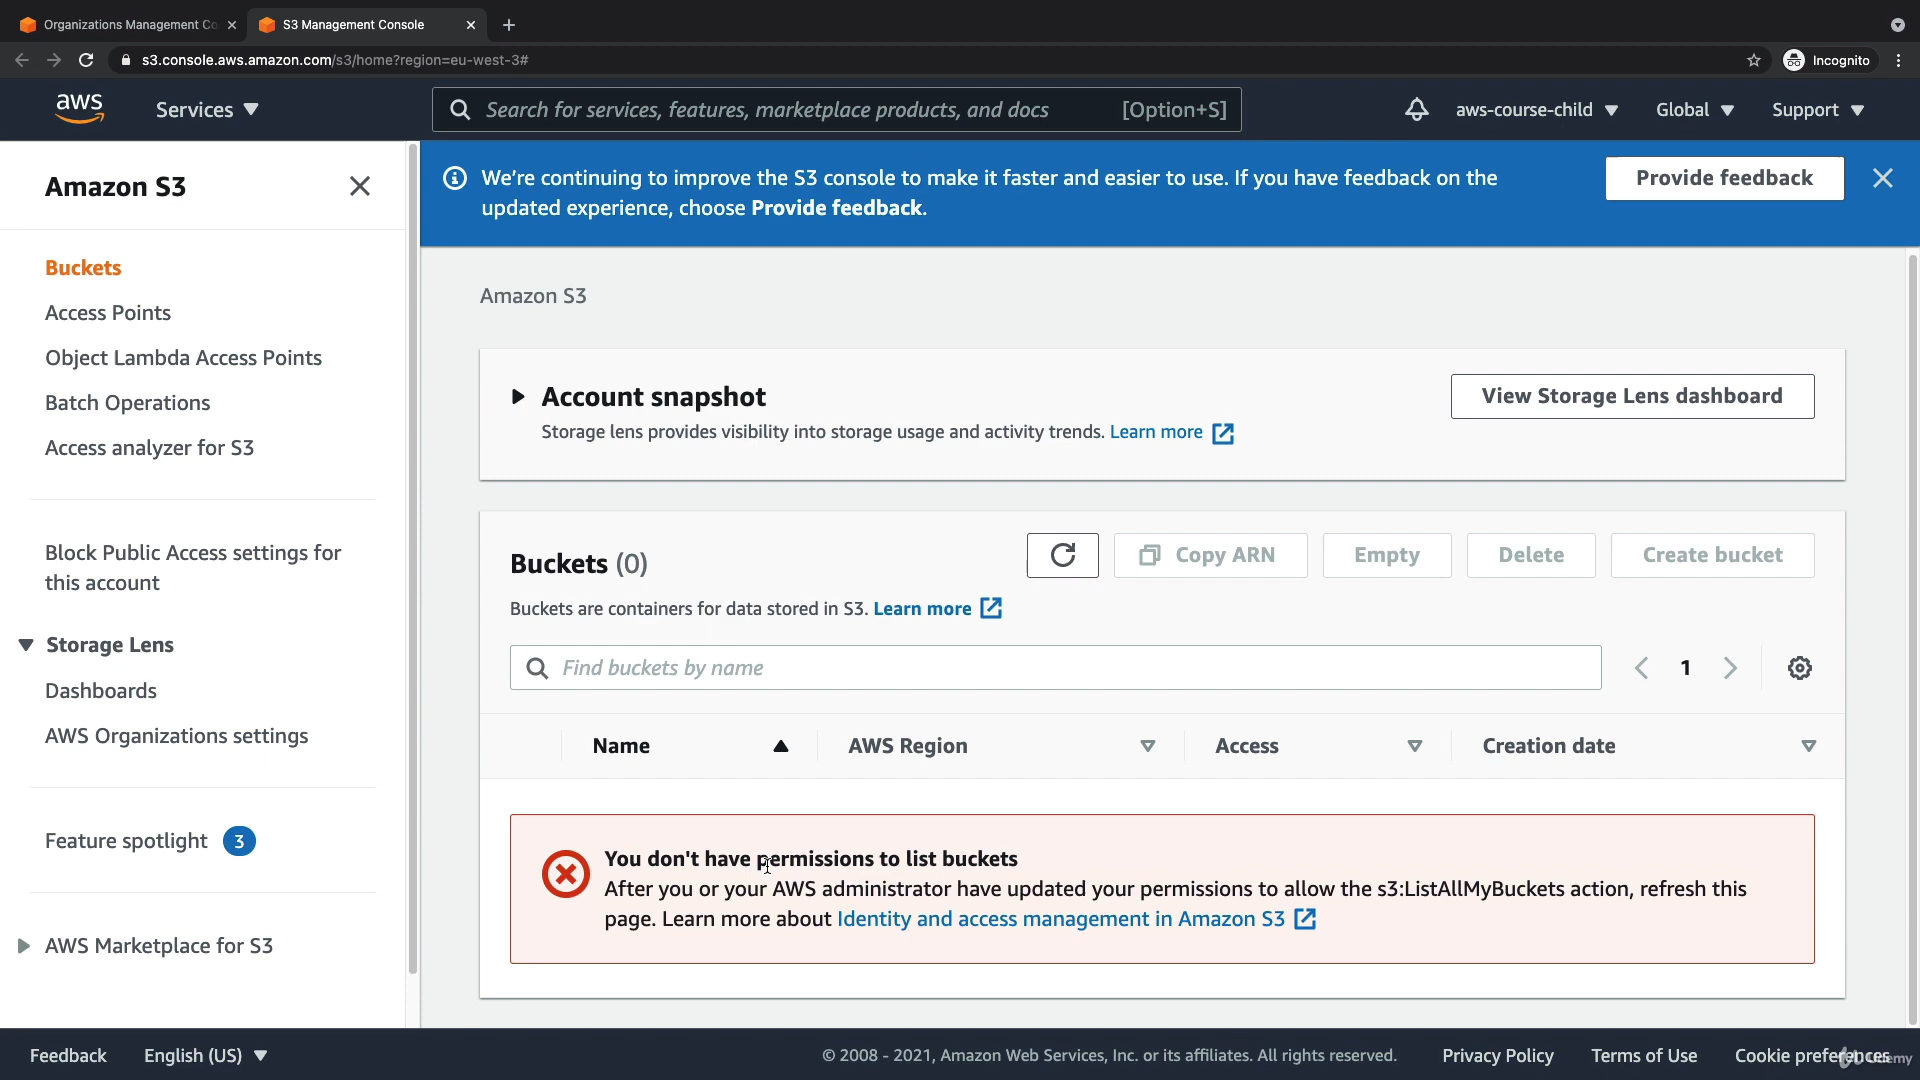 Organizations Management Co
S3 Management Console
s3.console.aws.amazon.com/s3/home?region=eu-west-3#
Incognito
aws
Services
Search for services, features, marketplace products, and docs
[Option+S]
aws-course-child
Global
Support
Amazon S3
Buckets
Access Points
Object Lambda Access Points
Batch Operations
Access analyzer for S3
Block Public Access settings for
this account
Storage Lens
Dashboards
AWS Organizations settings
Feature spotlight 3
AWS Marketplace for S3
We're continuing to improve the S3 console to make it faster and easier to use. If you have feedback on the
updated experience, choose Provide feedback.
Provide feedback
Amazon S3
Account snapshot
Storage lens provides visibility into storage usage and activity trends. Learn more
View Storage Lens dashboard
Buckets (0)
Copy ARN
Empty
Delete
Create bucket
Buckets are containers for data stored in S3. Learn more
Find buckets by name
1
Name
AWS Region
Access
Creation date
You don't have permissions to list buckets
After you or your AWS administrator have updated your permissions to allow the s3:ListAllMyBuckets action, refresh this
page. Learn more about Identity and access management in Amazon S3
Feedback
English (US)
© 2008 - 2021, Amazon Web Services, Inc. or its affiliates. All rights reserved.
Privacy Policy
Terms of Use
Cookie preferences
Udemy